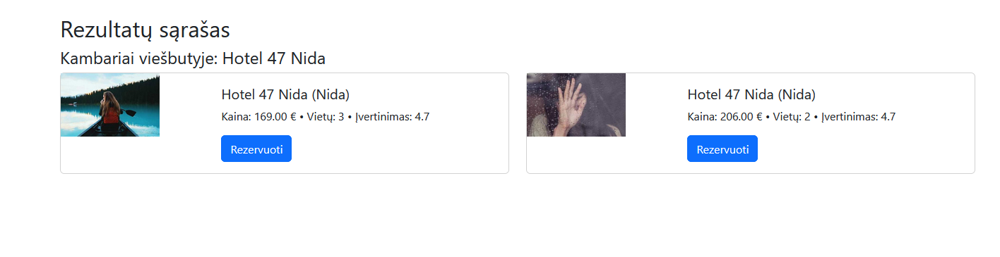 Rezultatų sąrašas
Kambariai viešbutyje: Hotel 47 Nida
Hotel 47 Nida (Nida)
Kaina: 169.00 € • Vietų: 3 • Įvertinimas: 4.7
Rezervuoti
Hotel 47 Nida (Nida)
Kaina: 206.00 € • Vietų: 2 • Įvertinimas: 4.7
Rezervuoti